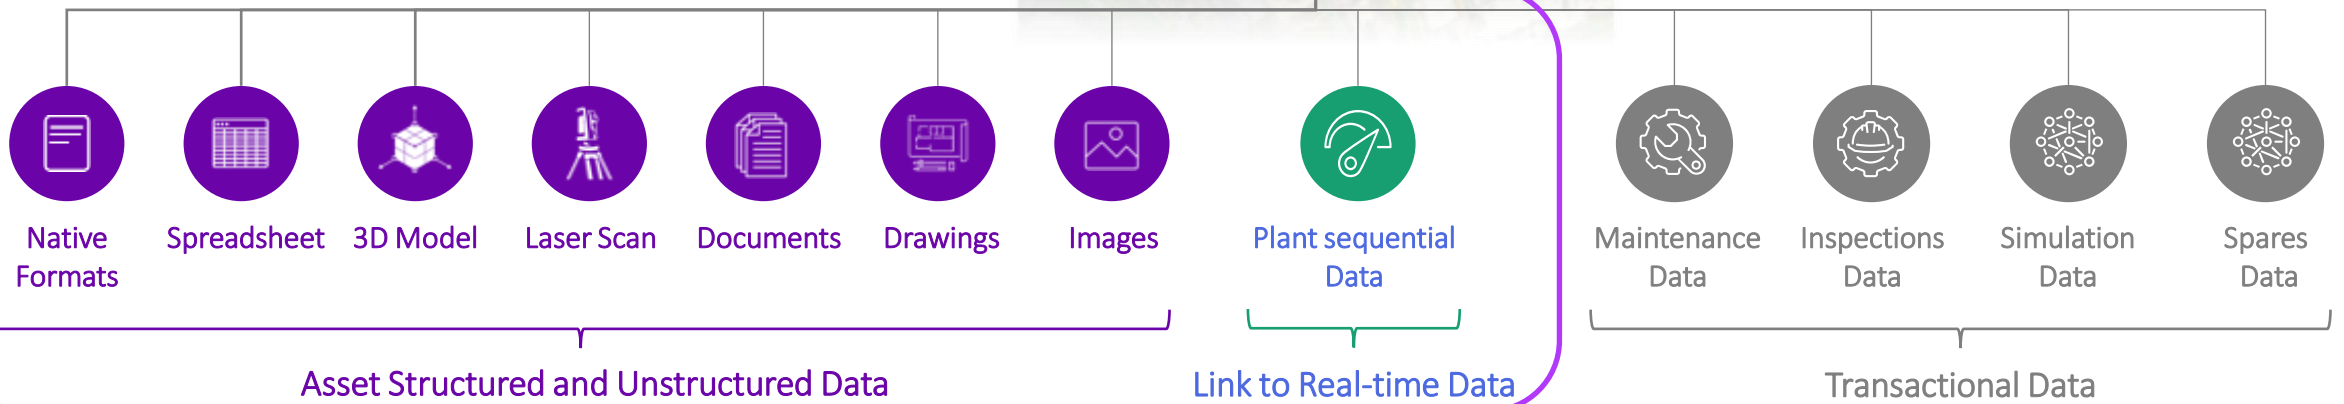 Native
Formats
Spreadsheet
3D Model
Laser Scan
Documents
Drawings
Images
Plant sequential
Data
Maintenance
Data
Inspections
Data
Simulation
Data
Spares
Data
Asset Structured and Unstructured Data
Link to Real-time Data
Transactional Data